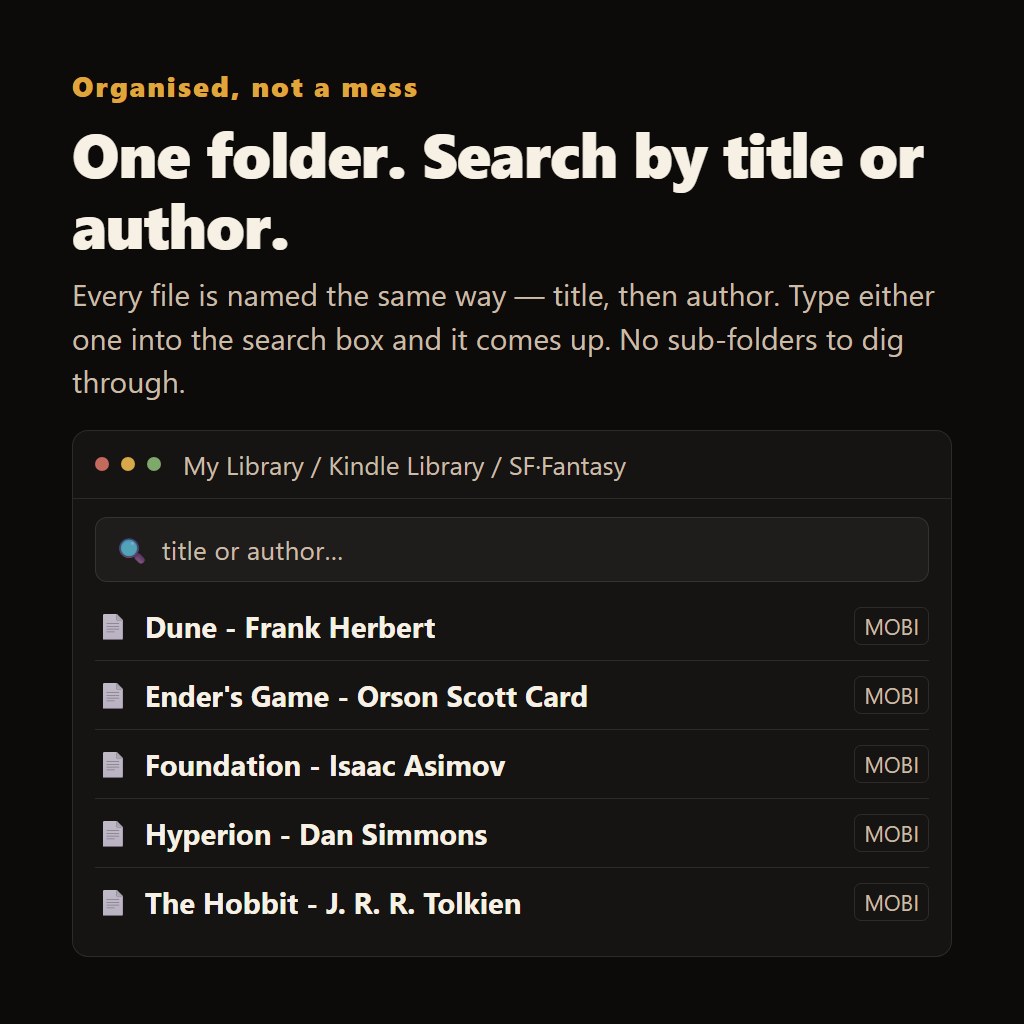 Organised, not a mess
One folder. Search by title or
author.
Every file is named the same way — title, then author. Type either
one into the search box and it comes up. No sub-folders to dig
through.
My Library / Kindle Library / SF·Fantasy
title or author...
Dune - Frank Herbert MOBI
Ender's Game - Orson Scott Card MOBI
Foundation - Isaac Asimov MOBI
Hyperion - Dan Simmons MOBI
The Hobbit - J. R. R. Tolkien MOBI